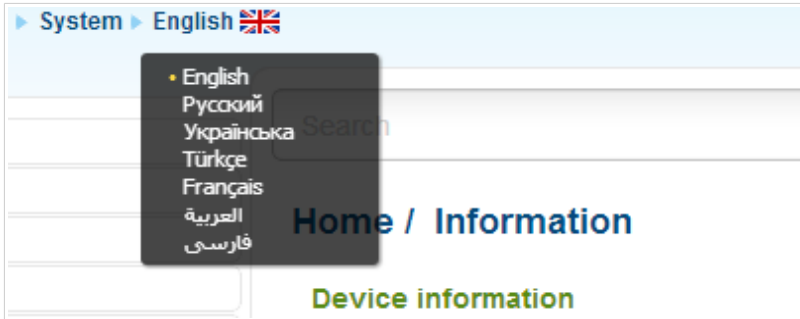 System English
English
Русский
Українська
Türkçe
Français
العربية
فارسی
Search
Home / Information
Device information